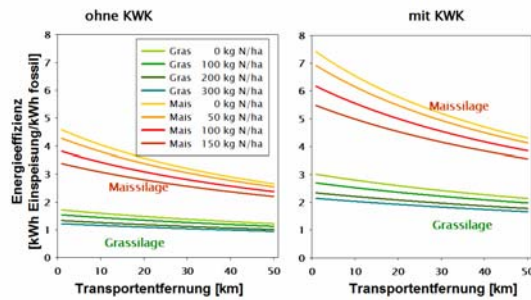 ohne KWK
mit KWK
Energieeffizienz
[kWh Einspeisung/kWh fossil]
8
7
6
5
4
3
2
1
0
Gras 0 kg N/ha
Gras 100 kg N/ha
Gras 200 kg N/ha
Gras 300 kg N/ha
Mais 0 kg N/ha
Mais 50 kg N/ha
Mais 100 kg N/ha
Mais 150 kg N/ha
Maissilage
Grassilage
0 10 20 30 40 50
Transportentfernung [km]
8
7
6
5
4
3
2
1
0
Maissilage
Grassilage
0 10 20 30 40 50
Transportentfernung [km]